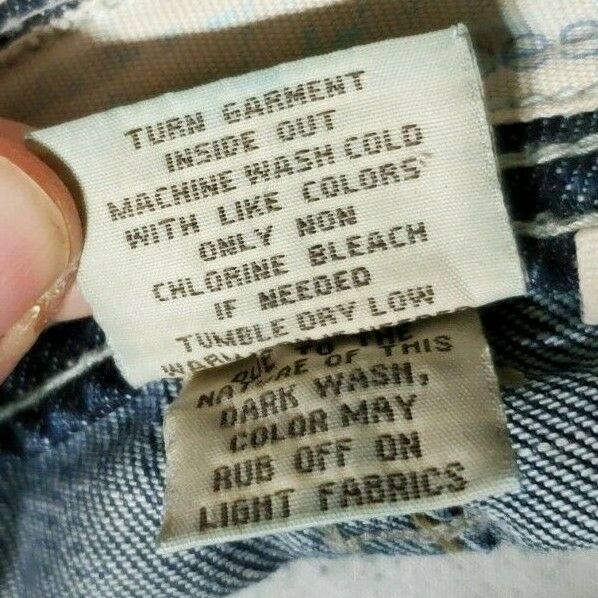 TURN GARMENT
INSIDE OUT
MACHINE WASH COLD
WITH LIKE COLORS
ONLY NON
CHLORINE BLEACH
IF NEEDED
TUMBLE DRY LOW
DUE TO THE
NATURE OF THIS
DARK WASH,
COLOR MAY
RUB OFF ON
LIGHT FABRICS